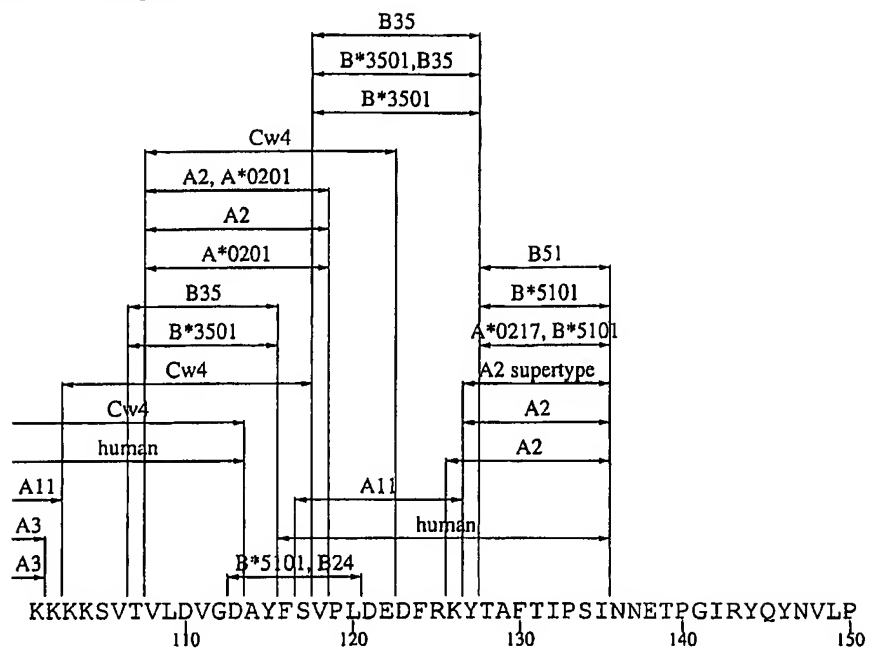 B35
B*3501,B35
B*3501
Cw4
A2, A*0201
A2
A*0201
B51
B35
B*5101
B*3501
A*0217, B*5101
Cw4
A2 supertype
Cw4
A2
human
A2
A11
A11
A3
human
A3
B*5101, B24
KKKKSVTVLDVGDAYFSVPLDEDFRKYTAFTIPSINNETPGIRYQYNVLP
110 120 130 140 150